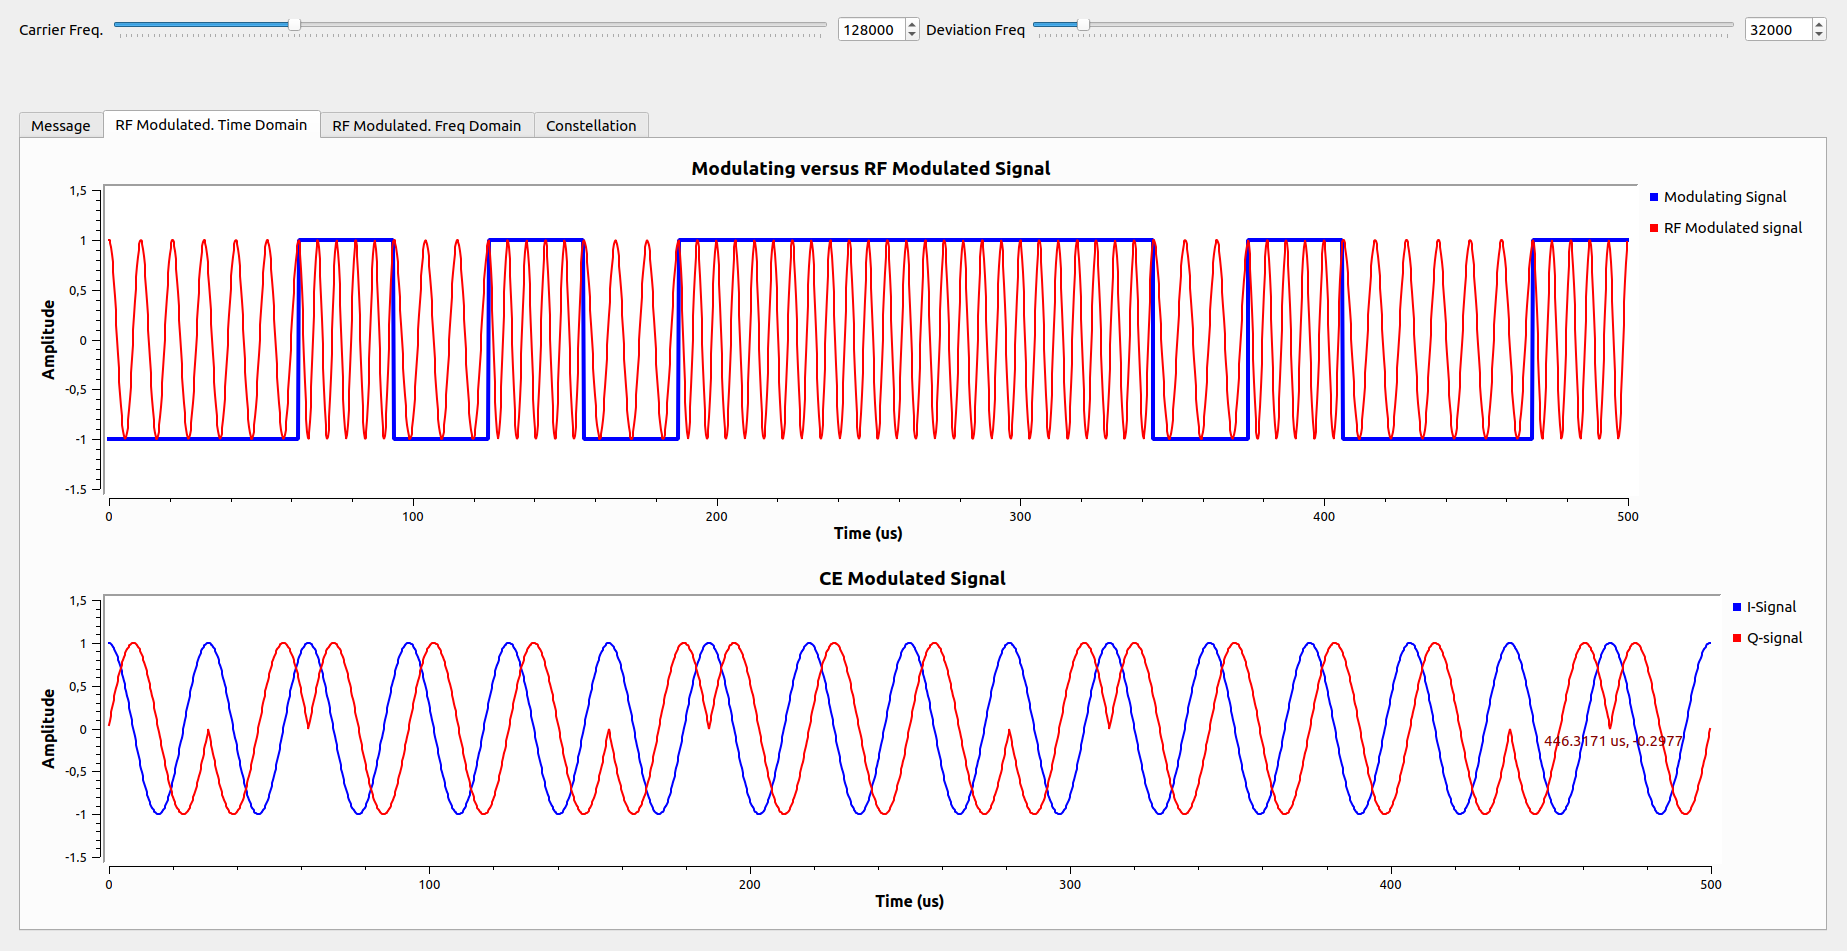 Carrier Freq. 128000 Deviation Freq 32000
Message RF Modulated. Time Domain RF Modulated. Freq Domain Constellation
Modulating versus RF Modulated Signal
1,5
1
0,5
0
-0,5
-1
-1.5
Amplitude
0 100 200 300 400 500
Time (us)
Modulating Signal
RF Modulated signal
CE Modulated Signal
1,5
1
0,5
0
-0,5
-1
-1.5
Amplitude
446.3171 us, -0.2977
0 100 200 300 400 500
Time (us)
I-Signal
Q-signal